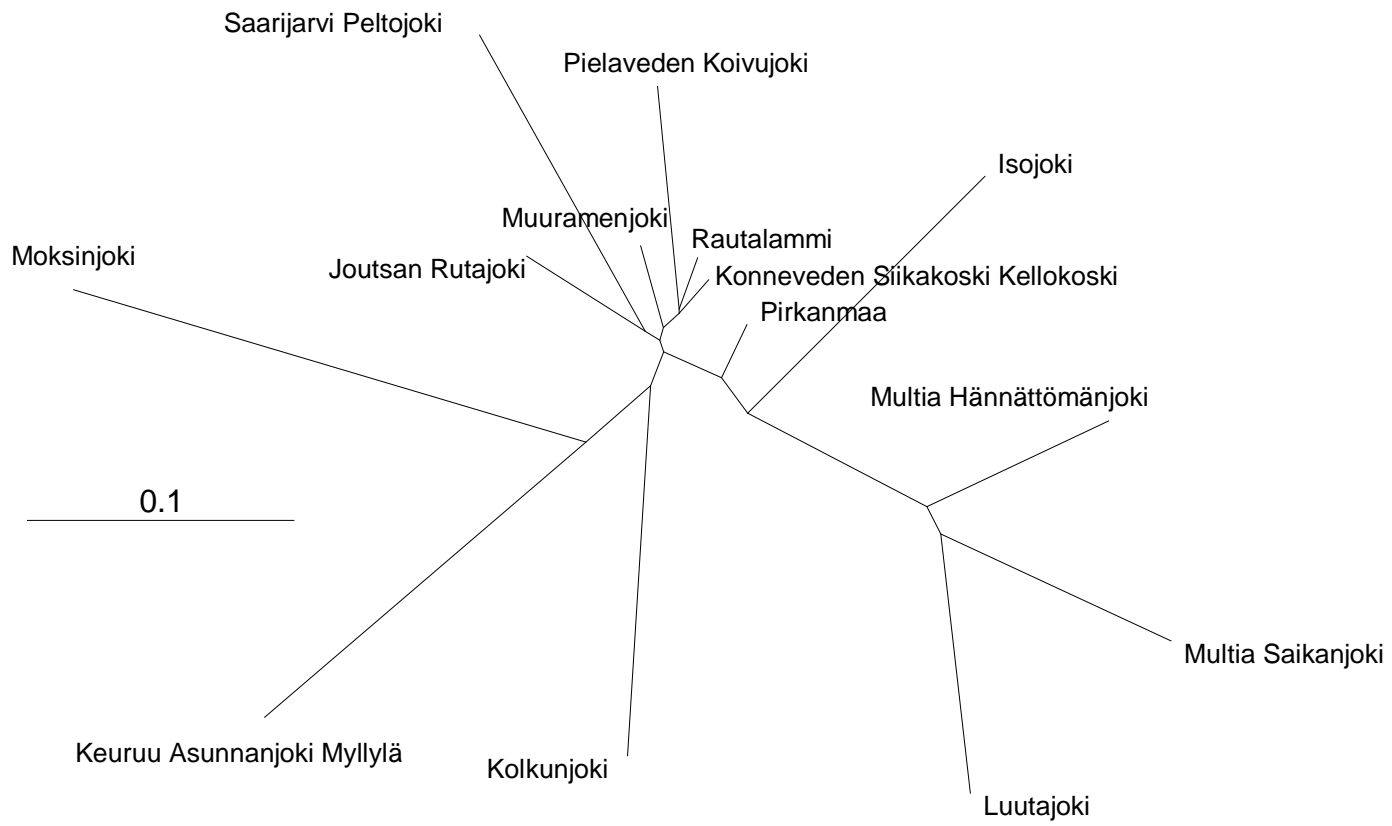 Saarijarvi Peltojoki
Pielaveden Koivujoki
Isojoki
Muuramenjoki
Rautalammi
Moksinjoki
Joutsan Rutajoki
Konneveden Siikakoski Kellokoski
Pirkanmaa
Multia Hännättömänjoki
0.1
Multia Saikanjoki
Keuruu Asunnanjoki Myllylä
Kolkunjoki
Luutajoki